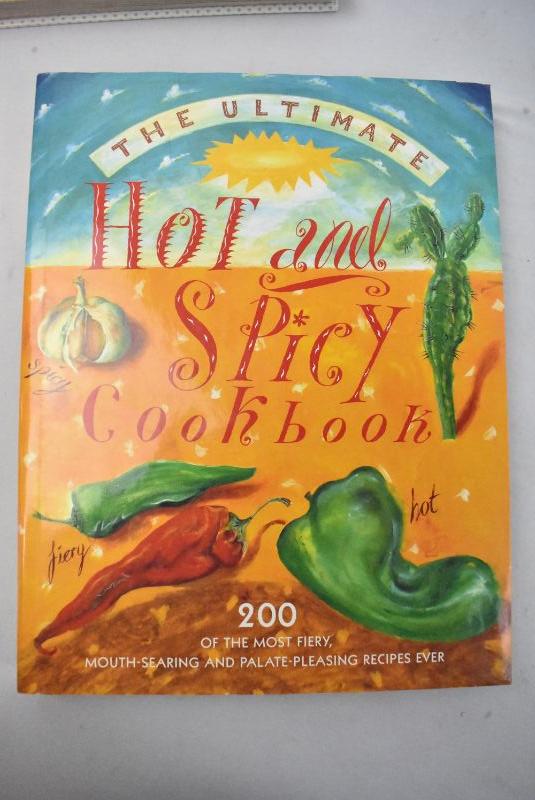 THE ULTIMATE
HOT and
SPiCY
Cookbook
spicy
hot
fiery
200
OF THE MOST FIERY,
MOUTH-SEARING AND PALATE-PLEASING RECIPES EVER